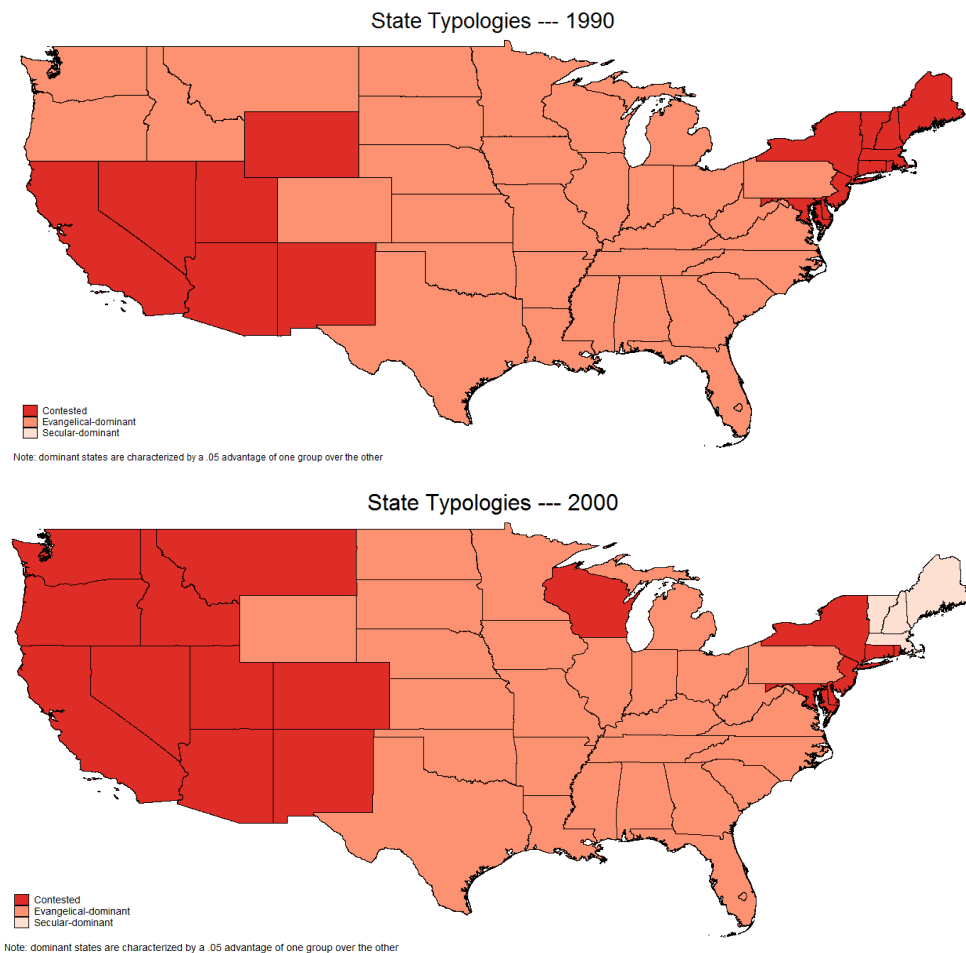 State Typologies --- 1990
Contested
Evangelical-dominant
Secular-dominant
Note: dominant states are characterized by a .05 advantage of one group over the other
State Typologies --- 2000
Contested
Evangelical-dominant
Secular-dominant
Note: dominant states are characterized by a .05 advantage of one group over the other